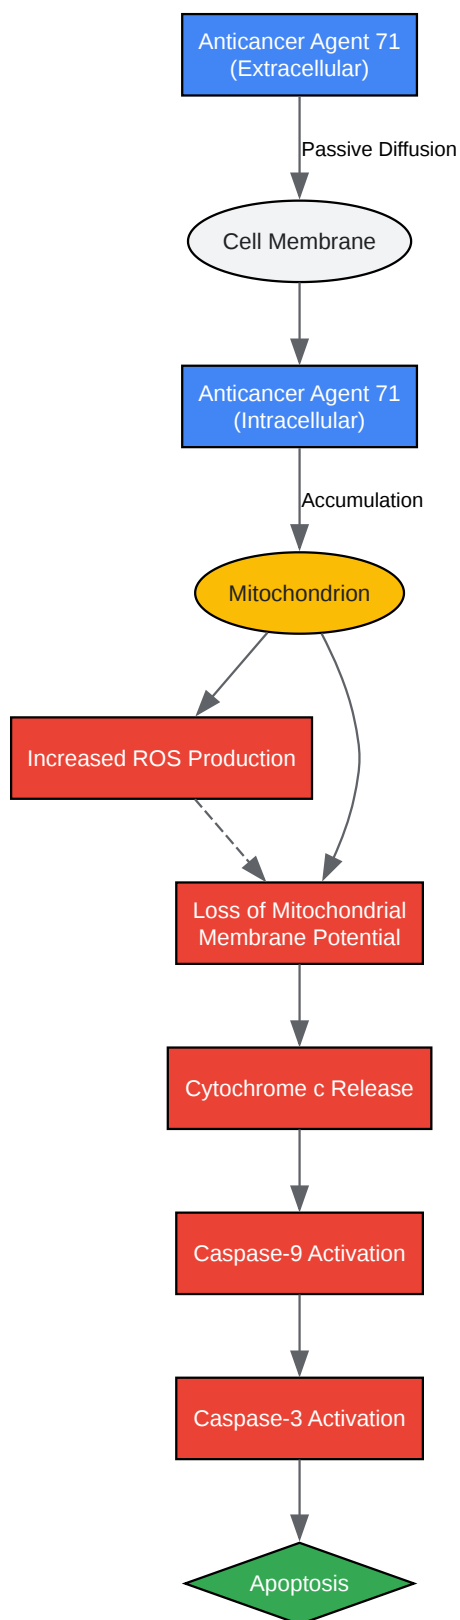 Anticancer Agent 71
(Extracellular)
Passive Diffusion
Cell Membrane
Anticancer Agent 71
(Intracellular)
Accumulation
Mitochondrion
Increased ROS Production
Loss of Mitochondrial
Membrane Potential
Cytochrome c Release
Caspase-9 Activation
Caspase-3 Activation
Apoptosis